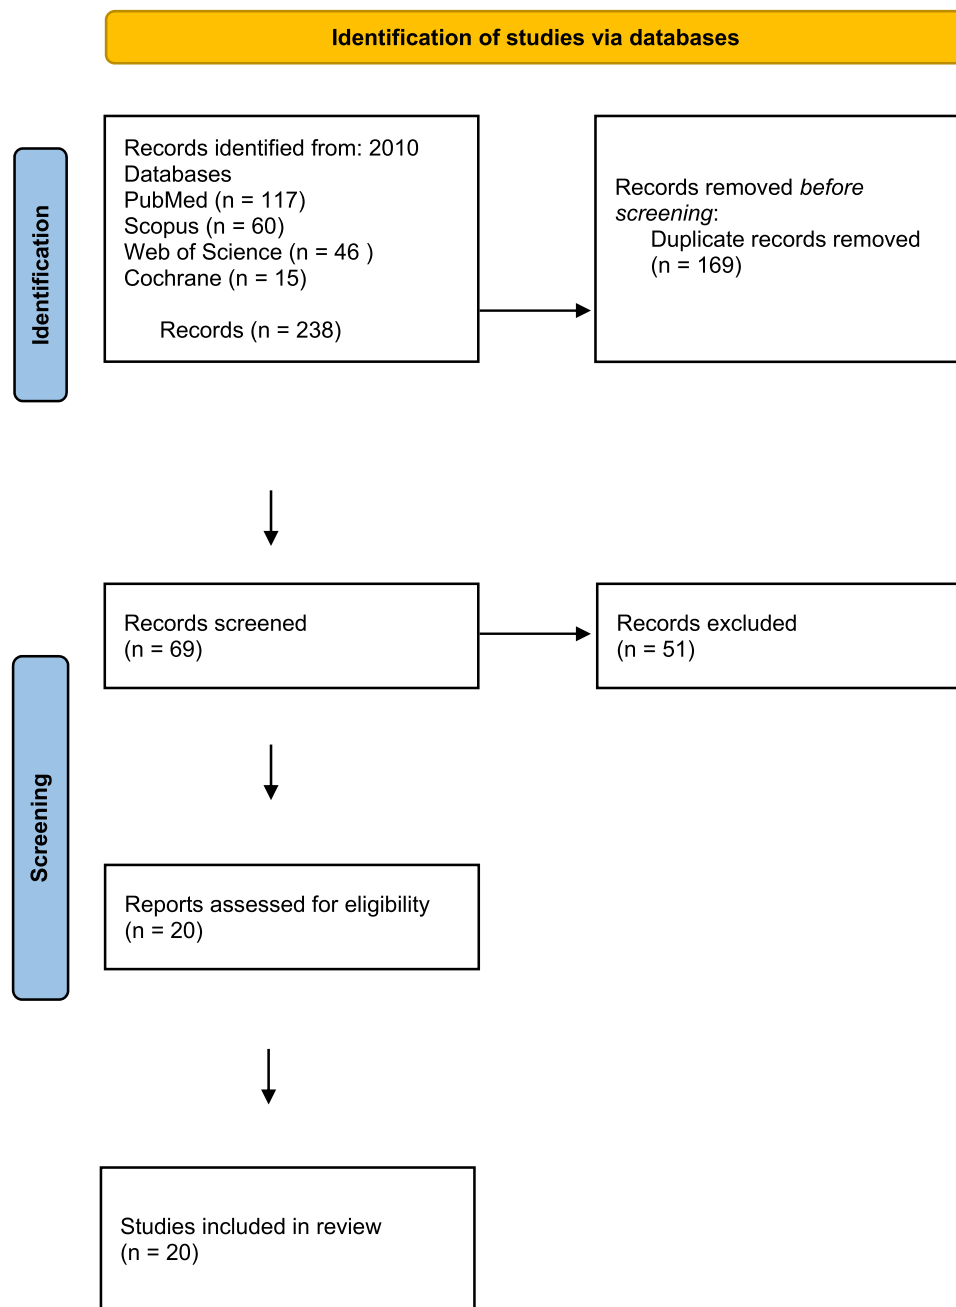 Identification of studies via databases
Identification
Records identified from: 2010
Databases
PubMed (n = 117)
Scopus (n = 60)
Web of Science (n = 46 )
Cochrane (n = 15)
Records (n = 238)
Records removed before
screening:
Duplicate records removed
(n = 169)
Screening
Records screened
(n = 69)
Records excluded
(n = 51)
Reports assessed for eligibility
(n = 20)
Studies included in review
(n = 20)